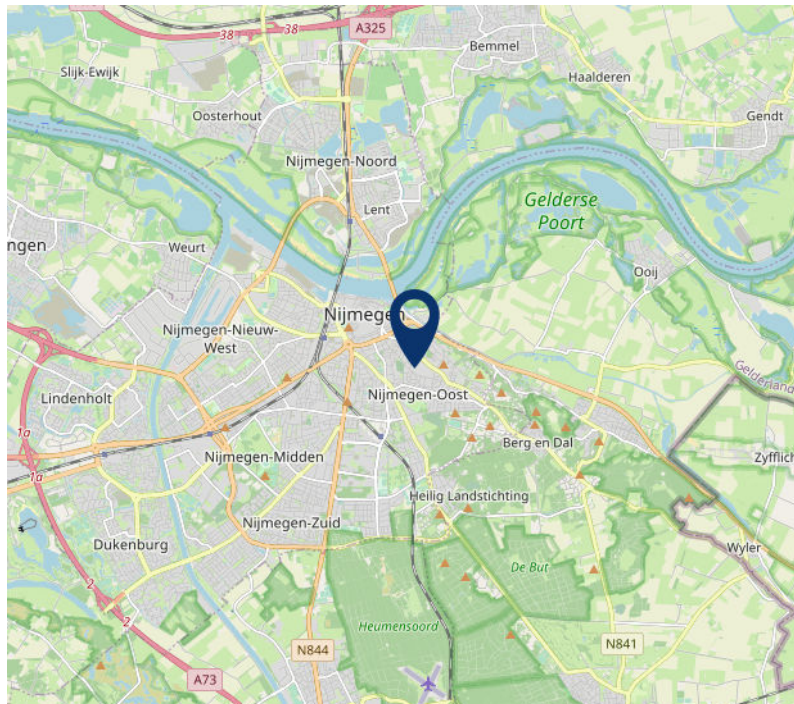 38
38
A325
Bemmel
Slijk-Ewijk
Haalderen
Oosterhout
Gendt
Nijmegen-Noord
Gelderse
Poort
Lent
ngen
Weurt
Ooij
Nijmegen
Nijmegen-Nieuw-
West
Gelderland
Lindenholt
Nijmegen-Oost
1a
Berg en Dal
Nijmegen-Midden
Zyfflich
1a
Heilig Landstichting
Nijmegen-Zuid
Dukenburg
Wyler
De But
2
2
Heumensoord
N844
N841
A73